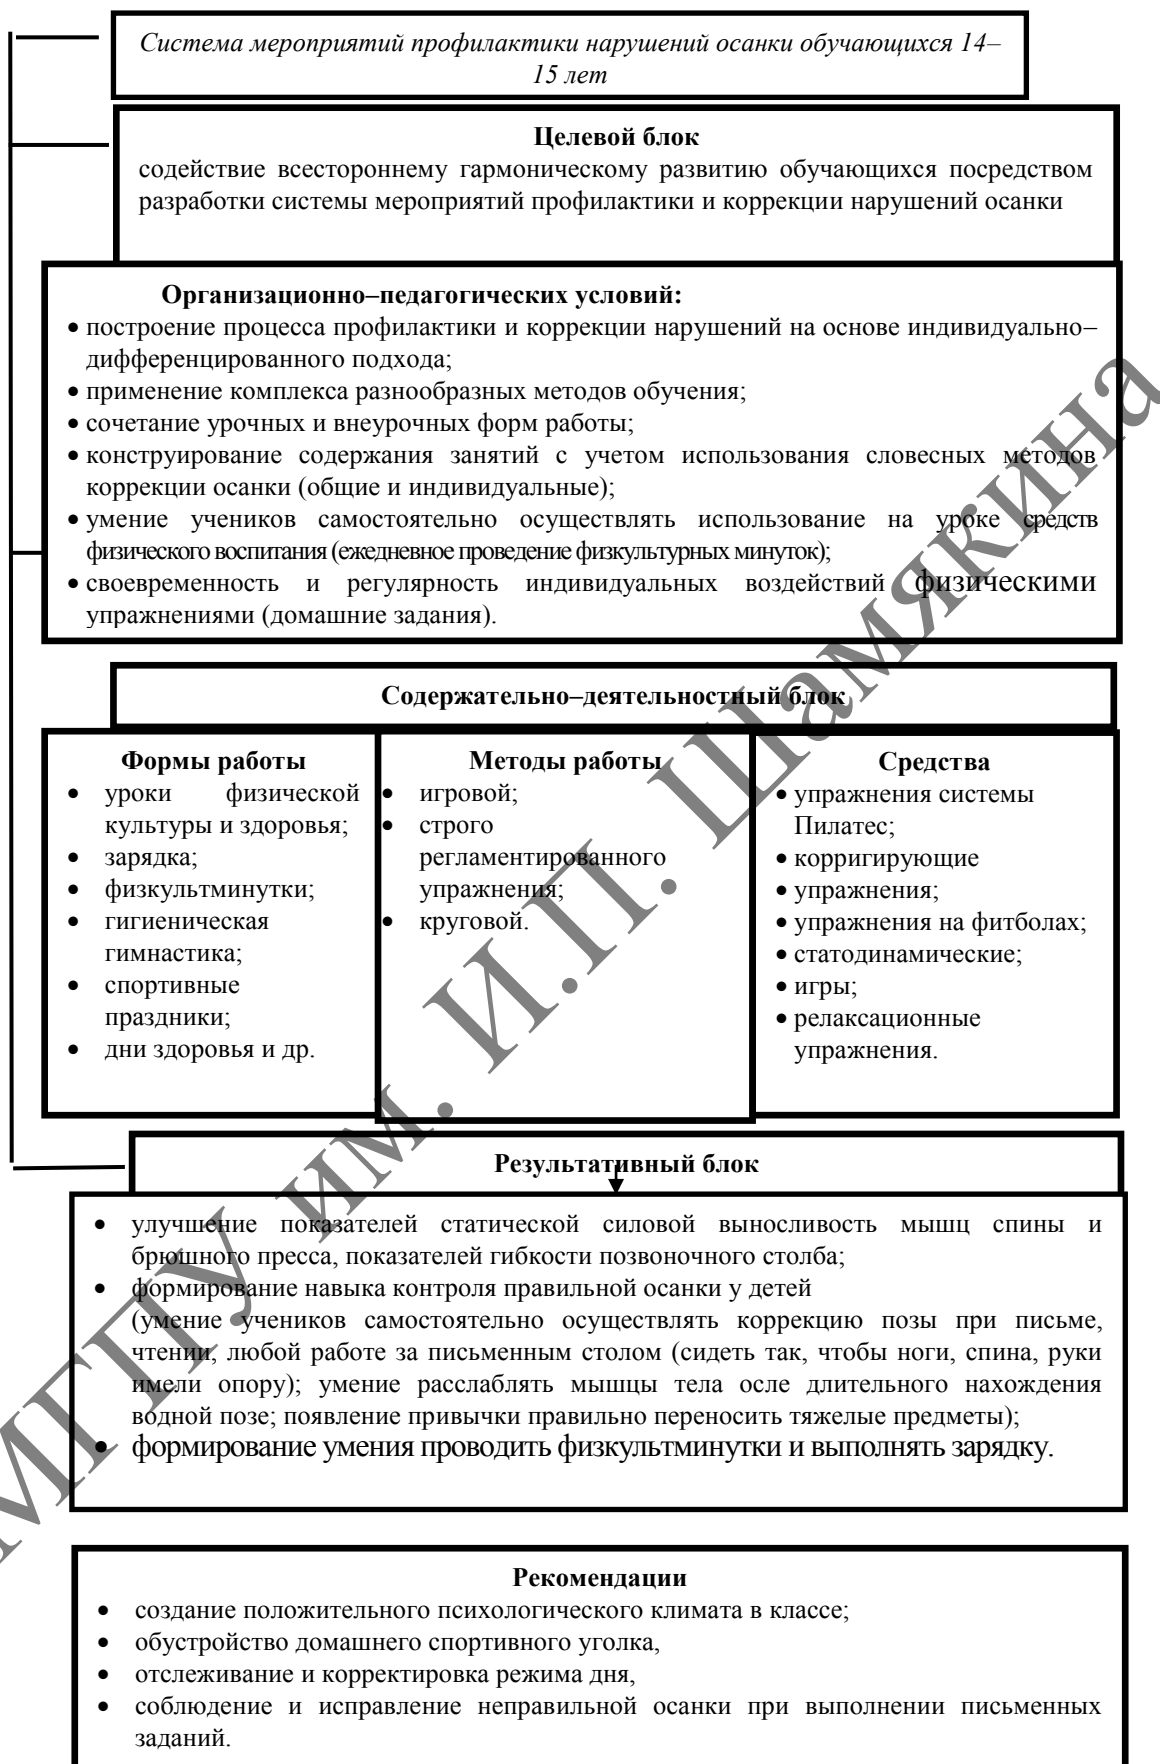 Система мероприятий профилактики нарушений осанки обучающихся 14–
15 лет
Целевой блок
содействие всестороннему гармоническому развитию обучающихся посредством
разработки системы мероприятий профилактики и коррекции нарушений осанки
Организационно–педагогических условий:
• построение процесса профилактики и коррекции нарушений на основе индивидуально–
дифференцированного подхода;
• применение комплекса разнообразных методов обучения;
• сочетание урочных и внеурочных форм работы;
• конструирование содержания занятий с учетом использования словесных методов
коррекции осанки (общие и индивидуальные);
• умение учеников самостоятельно осуществлять использование на уроке средств
физического воспитания (ежедневное проведение физкультурных минуток);
• своевременность и регулярность индивидуальных воздействий физическими
упражнениями (домашние задания).
Содержательно–деятельностный блок
Формы работы
• уроки физической
культуры и здоровья;
• зарядка;
• физкультминутки;
• гигиеническая
гимнастика;
• спортивные
праздники;
• дни здоровья и др.
Методы работы
• игровой;
• строго
регламентированного
упражнения;
• круговой.
Средства
• упражнения системы
Пилатес;
• корригирующие
• упражнения;
• упражнения на фитболах;
• статодинамические;
• игры;
• релаксационные
упражнения.
Результативный блок
• улучшение показателей статической силовой выносливость мышц спины и
брюшного пресса, показателей гибкости позвоночного столба;
• формирование навыка контроля правильной осанки у детей
(умение учеников самостоятельно осуществлять коррекцию позы при письме,
чтении, любой работе за письменным столом (сидеть так, чтобы ноги, спина, руки
имели опору); умение расслаблять мышцы тела осле длительного нахождения
водной позе; появление привычки правильно переносить тяжелые предметы);
• формирование умения проводить физкультминутки и выполнять зарядку.
Рекомендации
• создание положительного психологического климата в классе;
• обустройство домашнего спортивного уголка,
• отслеживание и корректировка режима дня,
• соблюдение и исправление неправильной осанки при выполнении письменных
заданий.
МГПУ им. И.П. Шамякина